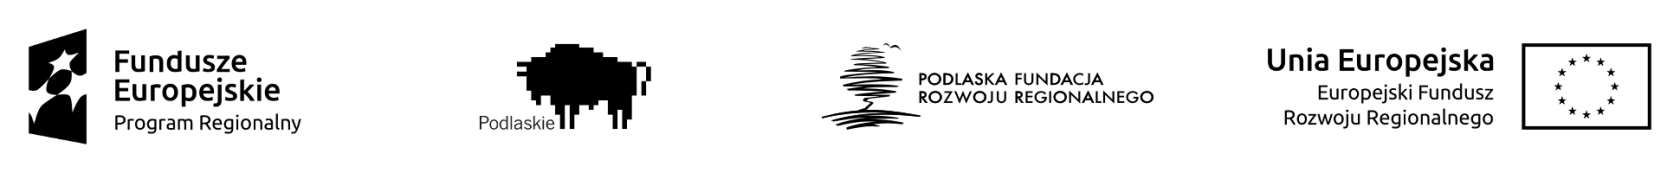 Fundusze
Europejskie
Program Regionalny
Podlaskie
PODLASKA FUNDACJA
ROZWOJU REGIONALNEGO
Unia Europejska
Europejski Fundusz
Rozwoju Regionalnego